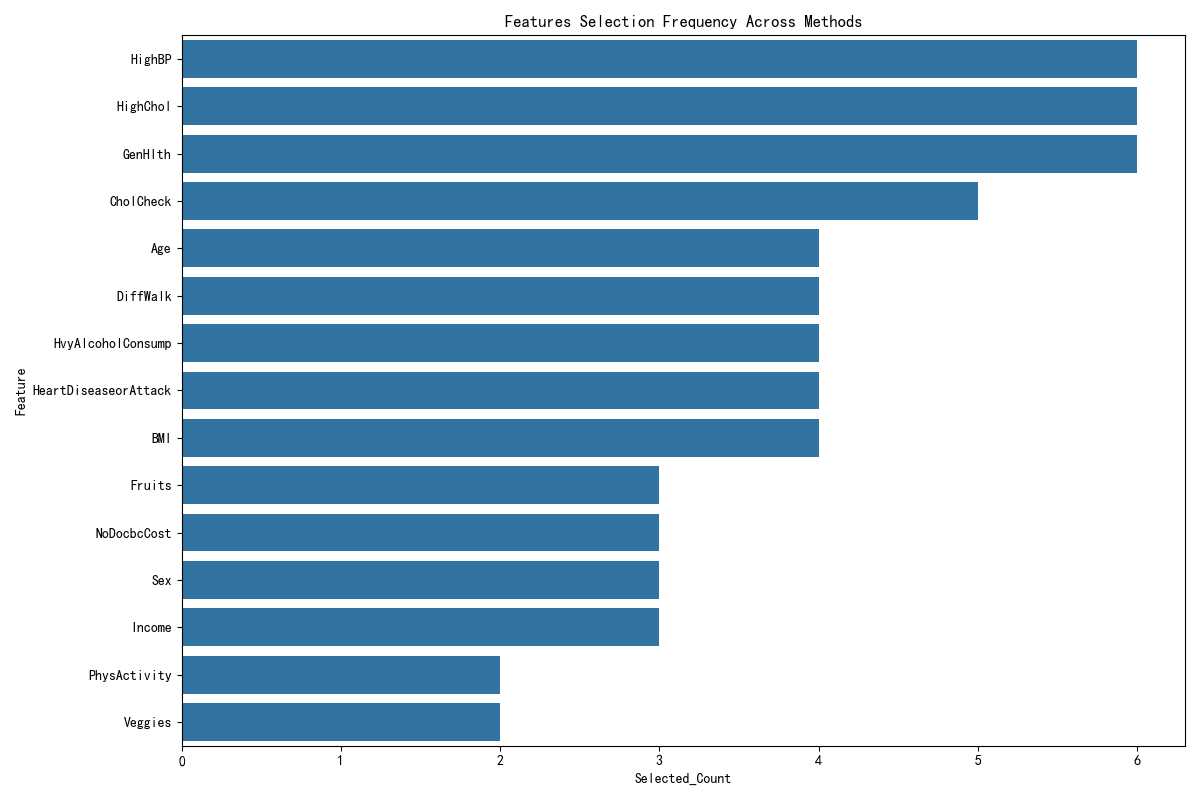 Features Selection Frequency Across Methods
HighBP
HighChol
GenHlth
CholCheck
Age
DiffWalk
HvyAlcoholConsump
HeartDiseaseorAttack
BMI
Fruits
NoDocbcCost
Sex
Income
PhysActivity
Veggies
Feature
0 1 2 3 4 5 6
Selected_Count